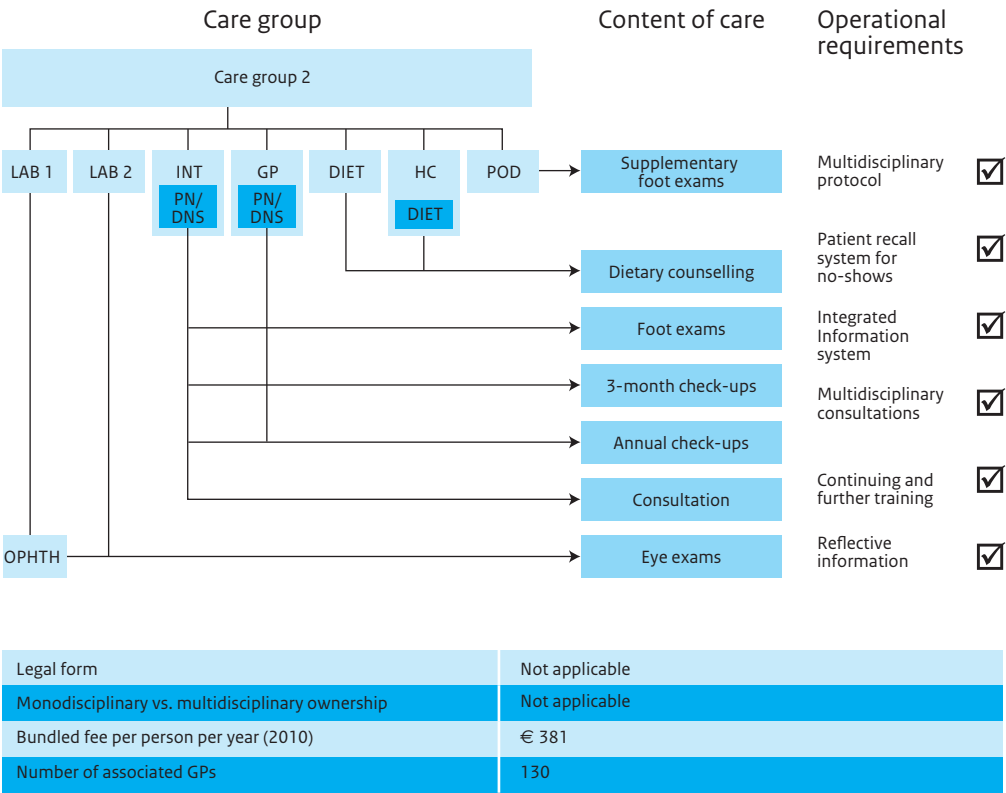 Care group
Content of care
Operational
requirements
Care group 2
LAB 1
LAB 2
INT
PN/
DNS
GP
PN/
DNS
DIET
HC
DIET
POD
OPHTH
Supplementary
foot exams
Dietary counselling
Foot exams
3-month check-ups
Annual check-ups
Consultation
Eye exams
Multidisciplinary
protocol
Patient recall
system for
no-shows
Integrated
Information
system
Multidisciplinary
consultations
Continuing and
further training
Reflective
information
Legal form
Not applicable
Monodisciplinary vs. multidisciplinary ownership
Not applicable
Bundled fee per person per year (2010)
€ 381
Number of associated GPs
130